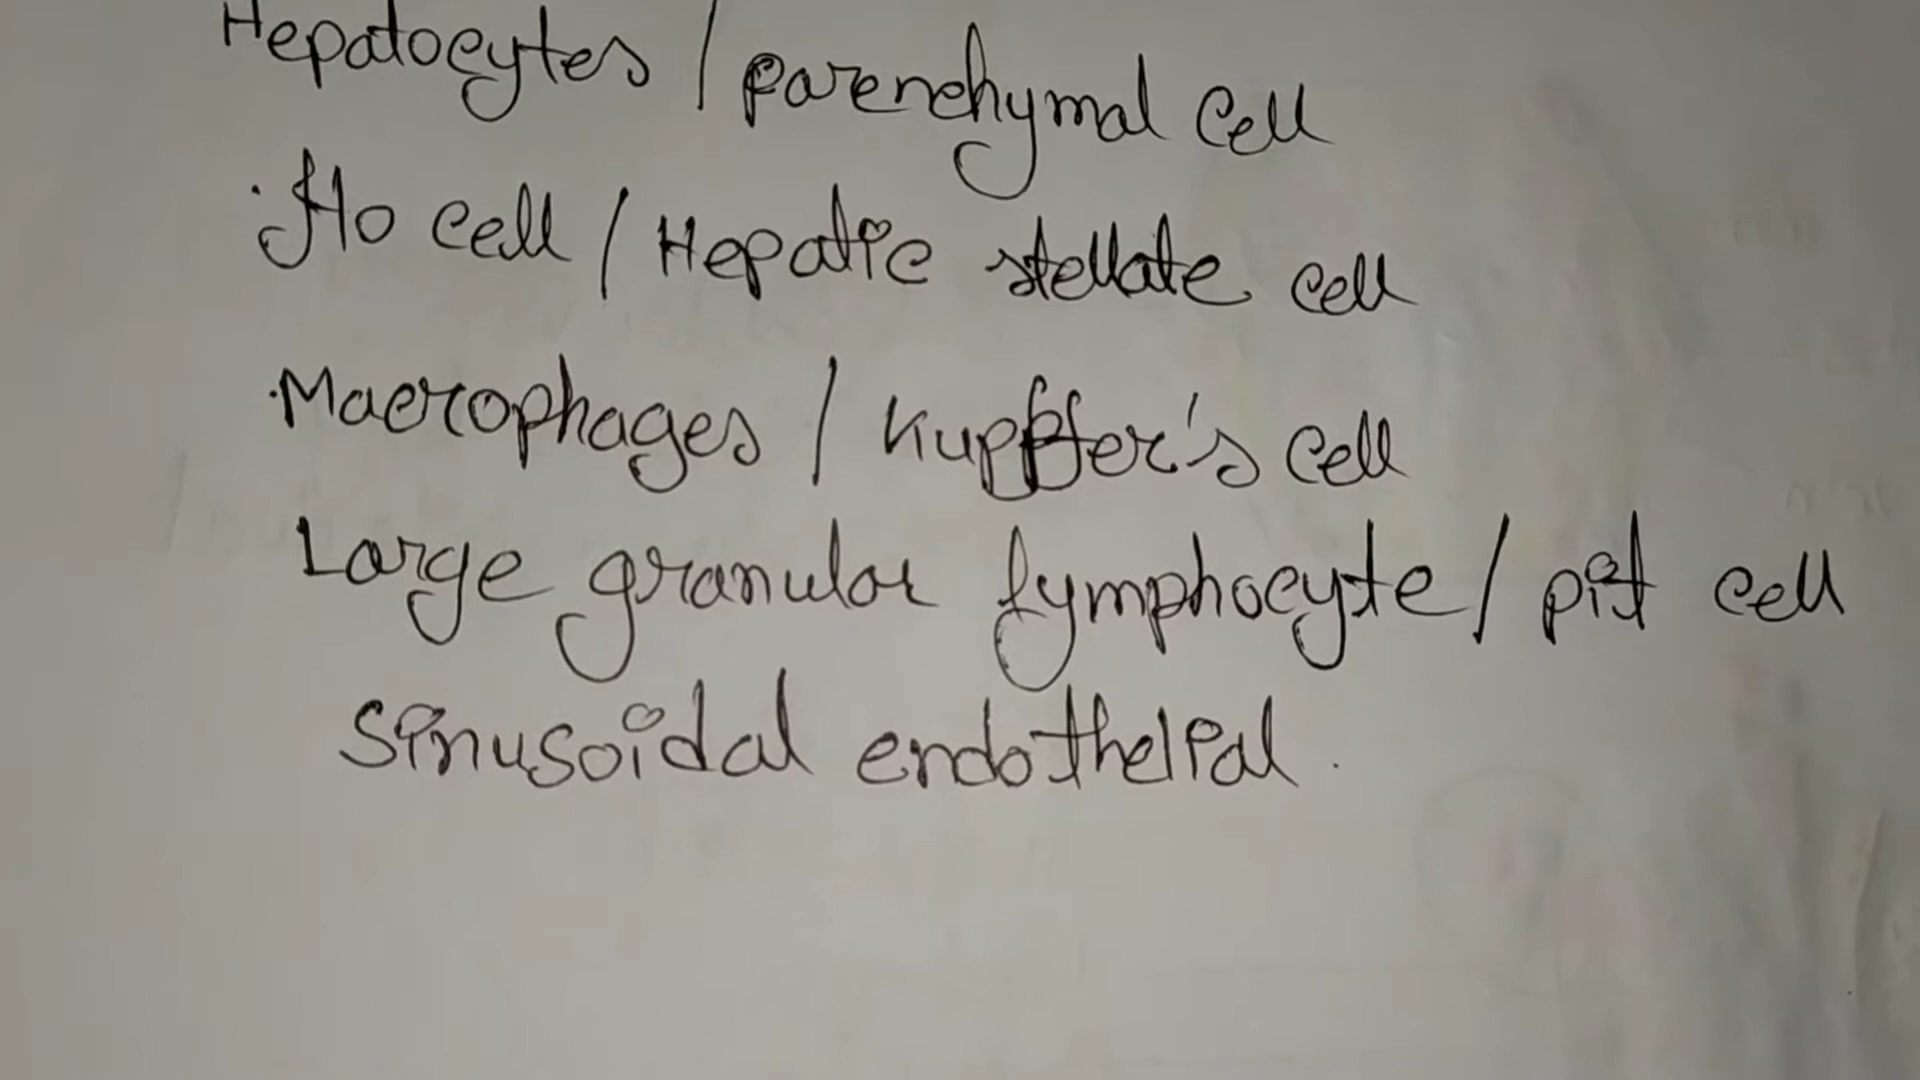 Hepatocytes / parenchymal cell
Ito cell / Hepatic stellate cell
Macrophages / Kupffer's cell
Large granular lymphocyte / pit cell
Sinusoidal endothelial.